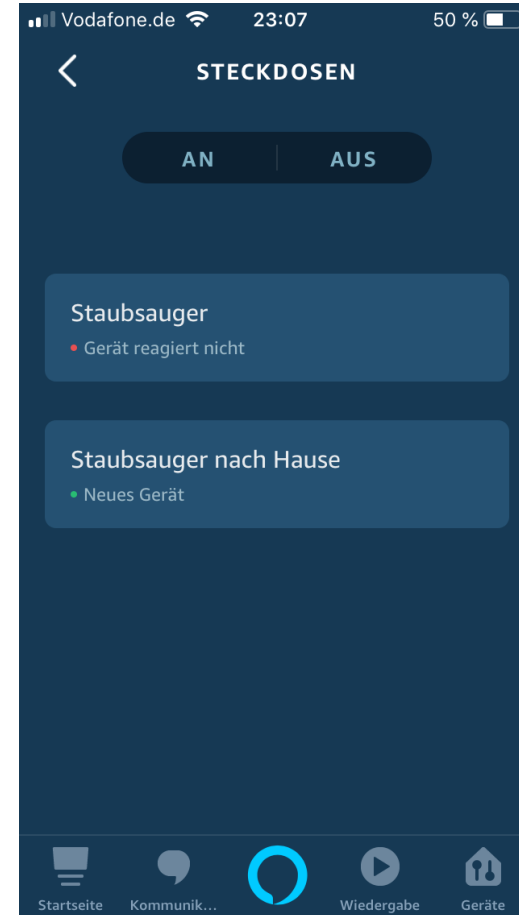 Vodafone.de 23:07 50 %
STECKDOSEN
AN AUS
Staubsauger
Gerät reagiert nicht
Staubsauger nach Hause
Neues Gerät
Startseite Kommunik... Wiedergabe Geräte